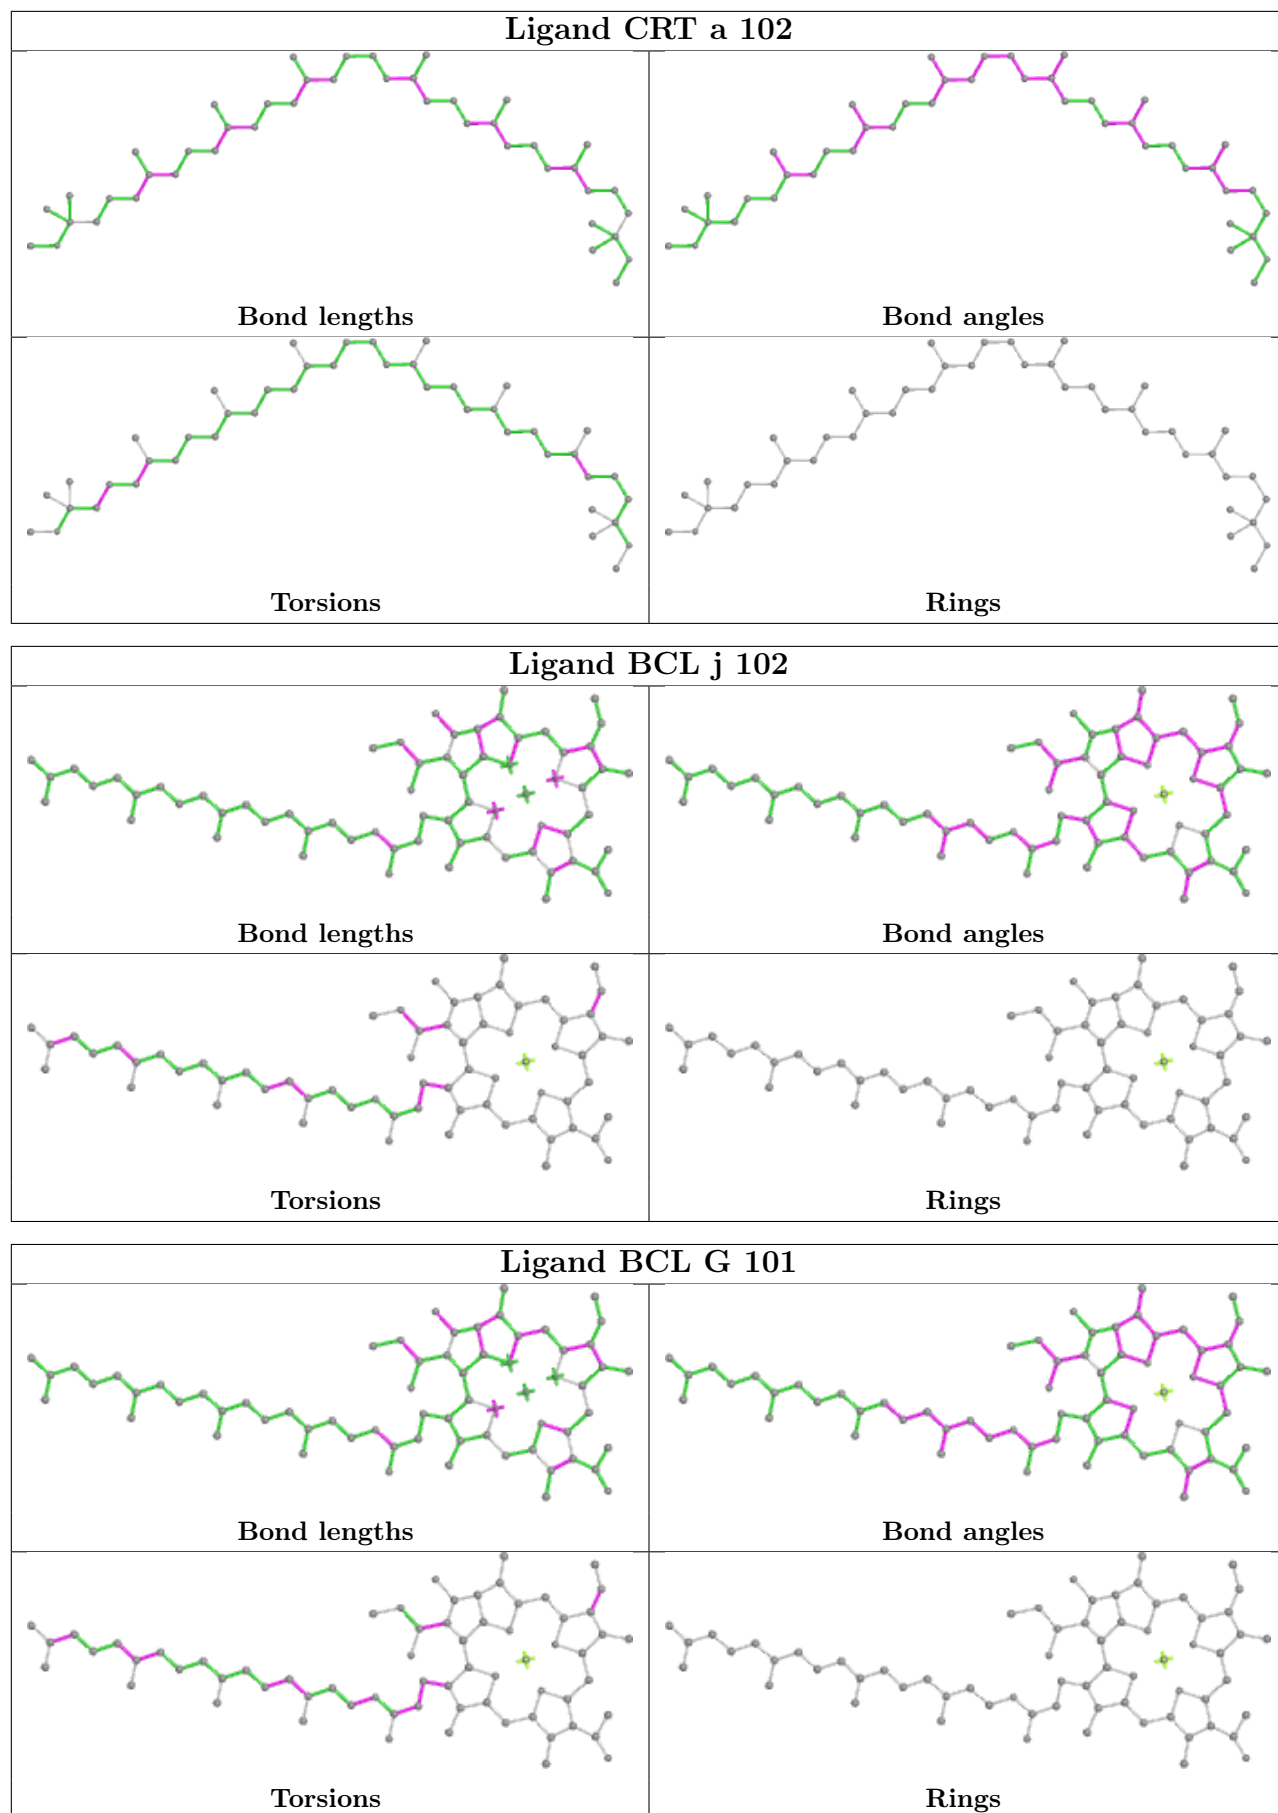 Ligand CRT a 102
Bond lengths
Bond angles
Torsions
Rings
Ligand BCL j 102
Bond lengths
Bond angles
Torsions
Rings
Ligand BCL G 101
Bond lengths
Bond angles
Torsions
Rings